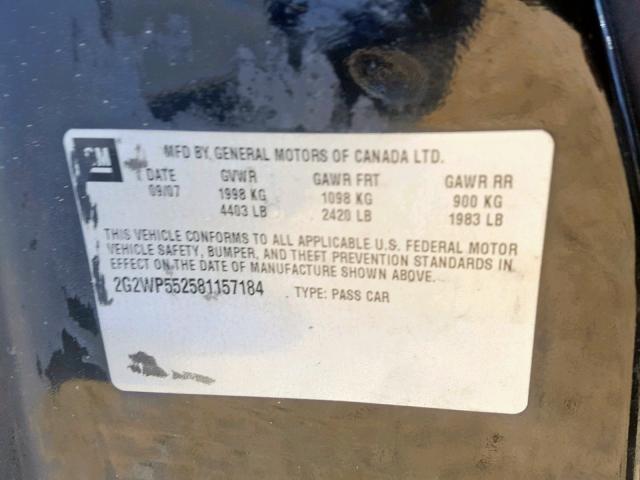 GM
MFD BY GENERAL MOTORS OF CANADA LTD.
DATE GVWR GAWR FRT GAWR RR
09/07 1998 KG 1098 KG 900 KG
4403 LB 2420 LB 1983 LB
THIS VEHICLE CONFORMS TO ALL APPLICABLE U.S. FEDERAL MOTOR
VEHICLE SAFETY, BUMPER, AND THEFT PREVENTION STANDARDS IN
EFFECT ON THE DATE OF MANUFACTURE SHOWN ABOVE.
2G2WP552581157184 TYPE: PASS CAR